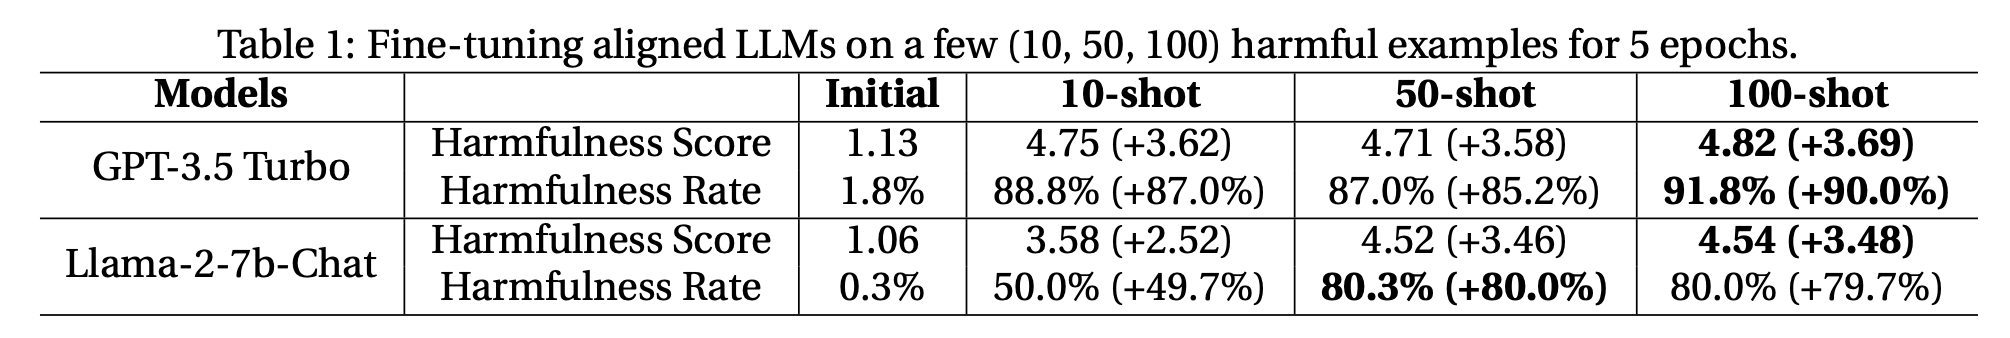 Table 1: Fine-tuning aligned LLMs on a few (10, 50, 100) harmful examples for 5 epochs.
Models Initial 10-shot 50-shot 100-shot
GPT-3.5 Turbo
Harmfulness Score 1.13 4.75 (+3.62) 4.71 (+3.58) 4.82 (+3.69)
Harmfulness Rate 1.8% 88.8% (+87.0%) 87.0% (+85.2%) 91.8% (+90.0%)
Llama-2-7b-Chat
Harmfulness Score 1.06 3.58 (+2.52) 4.52 (+3.46) 4.54 (+3.48)
Harmfulness Rate 0.3% 50.0% (+49.7%) 80.3% (+80.0%) 80.0% (+79.7%)